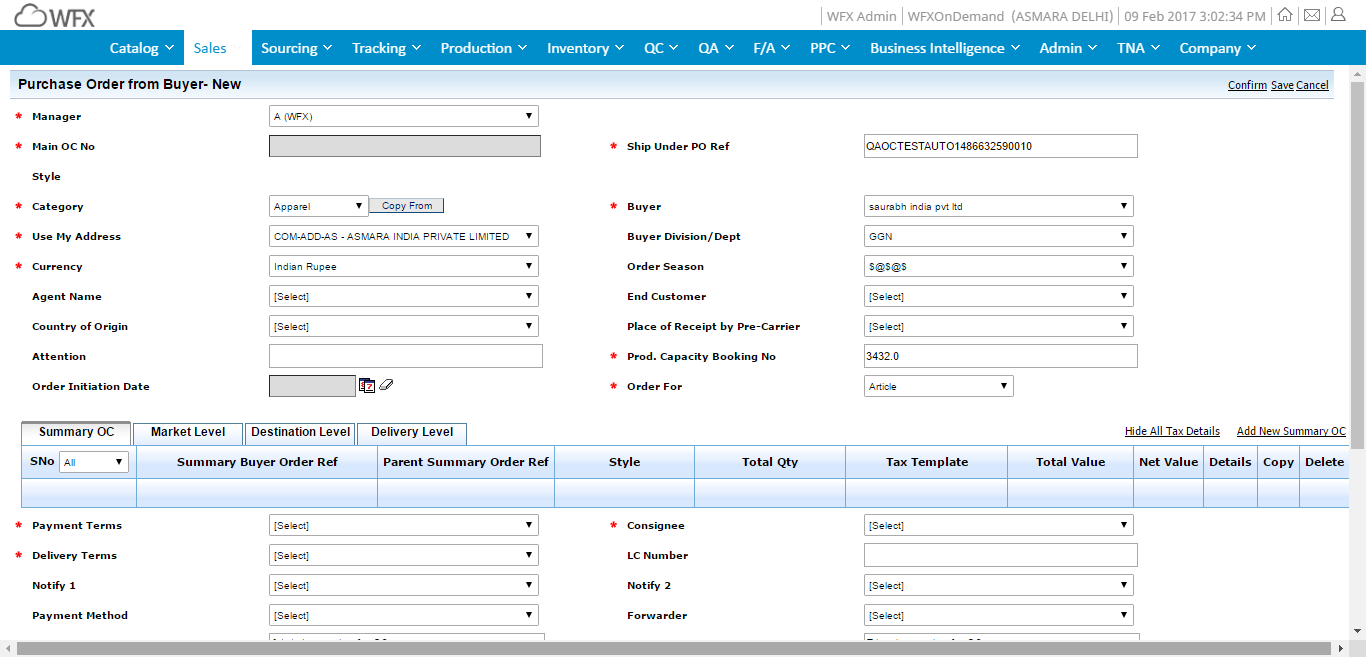 WFX
WFX Admin WFXOnDemand (ASMARA DELHI) 09 Feb 2017 3:02:34 PM
Catalog Sales Sourcing Tracking Production Inventory QC QA F/A PPC Business Intelligence Admin TNA Company
Purchase Order from Buyer- New Confirm Save Cancel
* Manager A (WFX)
* Main OC No * Ship Under PO Ref QAOCTESTAUTO1486632590010
Style
* Category Apparel Copy From * Buyer saurabh india pvt ltd
* Use My Address COM-ADD-AS - ASMARA INDIA PRIVATE LIMITED Buyer Division/Dept GGN
* Currency Indian Rupee Order Season $@$@$
Agent Name [Select] End Customer [Select]
Country of Origin [Select] Place of Receipt by Pre-Carrier [Select]
Attention * Prod. Capacity Booking No 3432.0
Order Initiation Date * Order For Article
Summary OC Market Level Destination Level Delivery Level Hide All Tax Details Add New Summary OC
SNo All Summary Buyer Order Ref Parent Summary Order Ref Style Total Qty Tax Template Total Value Net Value Details Copy Delete
* Payment Terms [Select] * Consignee [Select]
* Delivery Terms [Select] LC Number
Notify 1 [Select] Notify 2 [Select]
Payment Method [Select] Forwarder [Select]